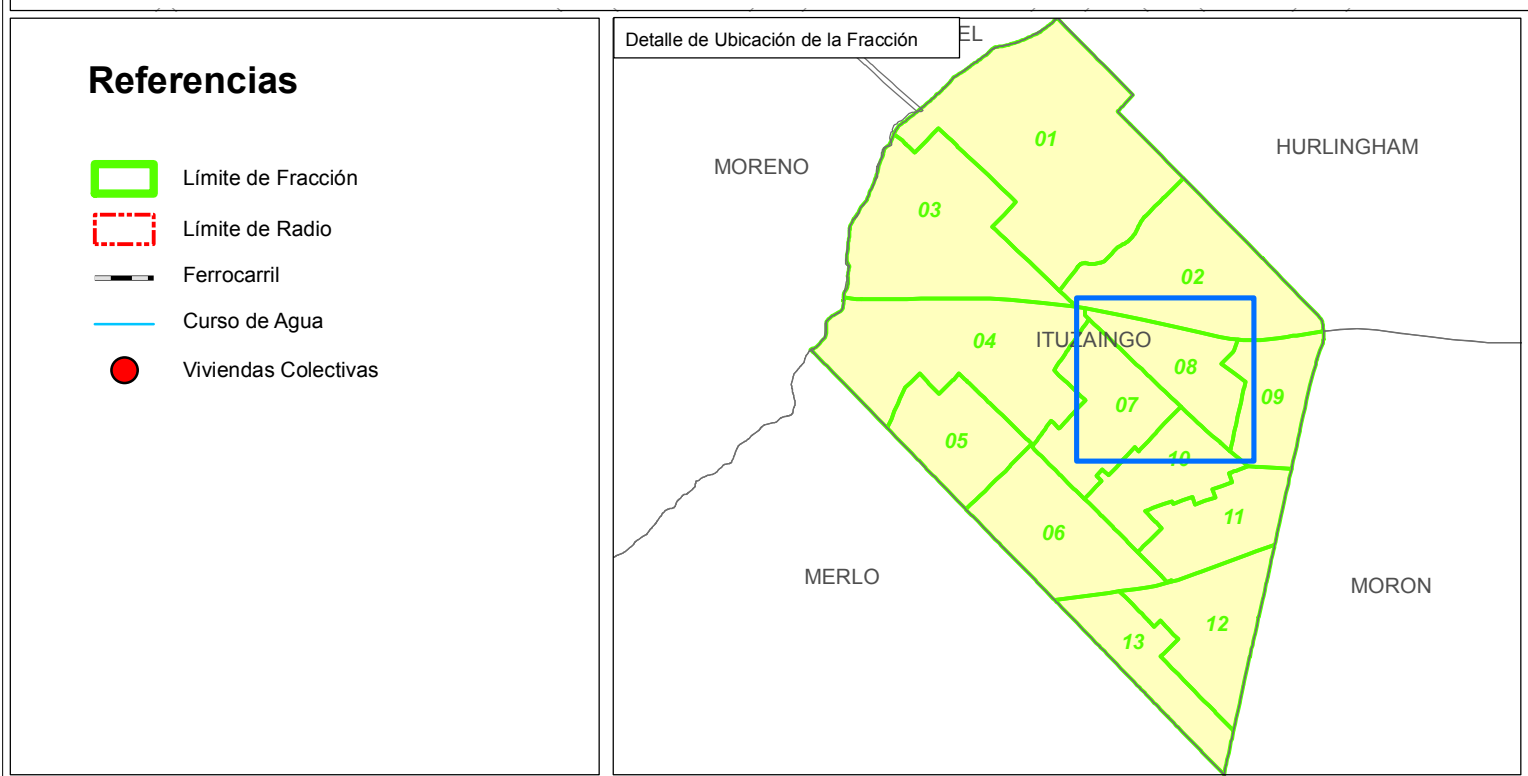 Referencias
Límite de Fracción
Límite de Radio
Ferrocarril
Curso de Agua
Viviendas Colectivas
Detalle de Ubicación de la Fracción
EL
01
HURLINGHAM
MORENO
03
02
ITUZAINGO
04
08
09
07
05
10
11
06
MERLO
MORON
12
13